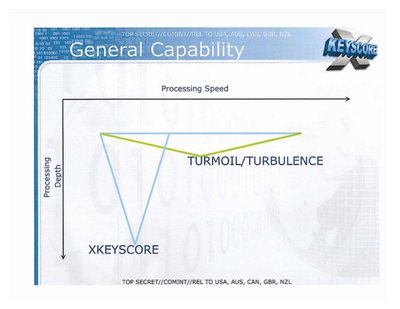 TOP SECRET//COMINT//REL TO USA, AUS, CAN, GBR, NZL
General Capability
XKEYSCORE
Processing Speed
Processing
Depth
TURMOIL/TURBULENCE
XKEYSCORE
TOP SECRET//COMINT//REL TO USA, AUS, CAN, GBR, NZL